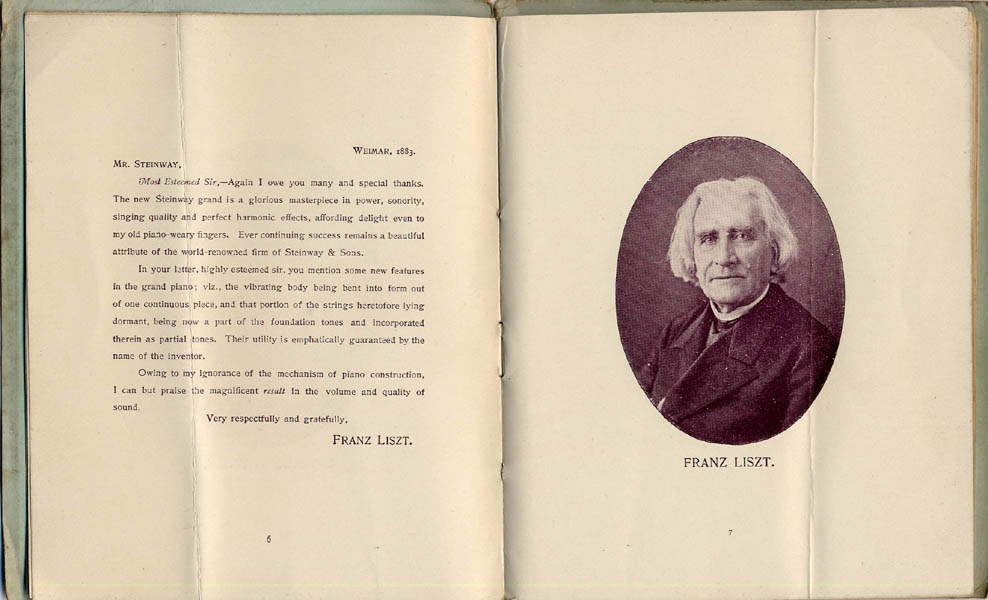 WEIMAR, 1883.
MR. STEINWAY,
Most Esteemed Sir,—Again I owe you many and special thanks.
The new Steinway grand is a glorious masterpiece in power, sonority,
singing quality and perfect harmonic effects, affording delight even to
my old piano-weary fingers. Ever continuing success remains a beautiful
attribute of the world-renowned firm of Steinway & Sons.
In your letter, highly esteemed sir, you mention some new features
in the grand piano; viz., the vibrating body being bent into form out
of one continuous piece, and that portion of the strings heretofore lying
dormant, being now a part of the foundation tones and incorporated
therein as partial tones. Their utility is emphatically guaranteed by the
name of the inventor.
Owing to my ignorance of the mechanism of piano construction,
I can but praise the magnificent result in the volume and quality of
sound.
Very respectfully and gratefully,
FRANZ LISZT.
6
FRANZ LISZT.
7